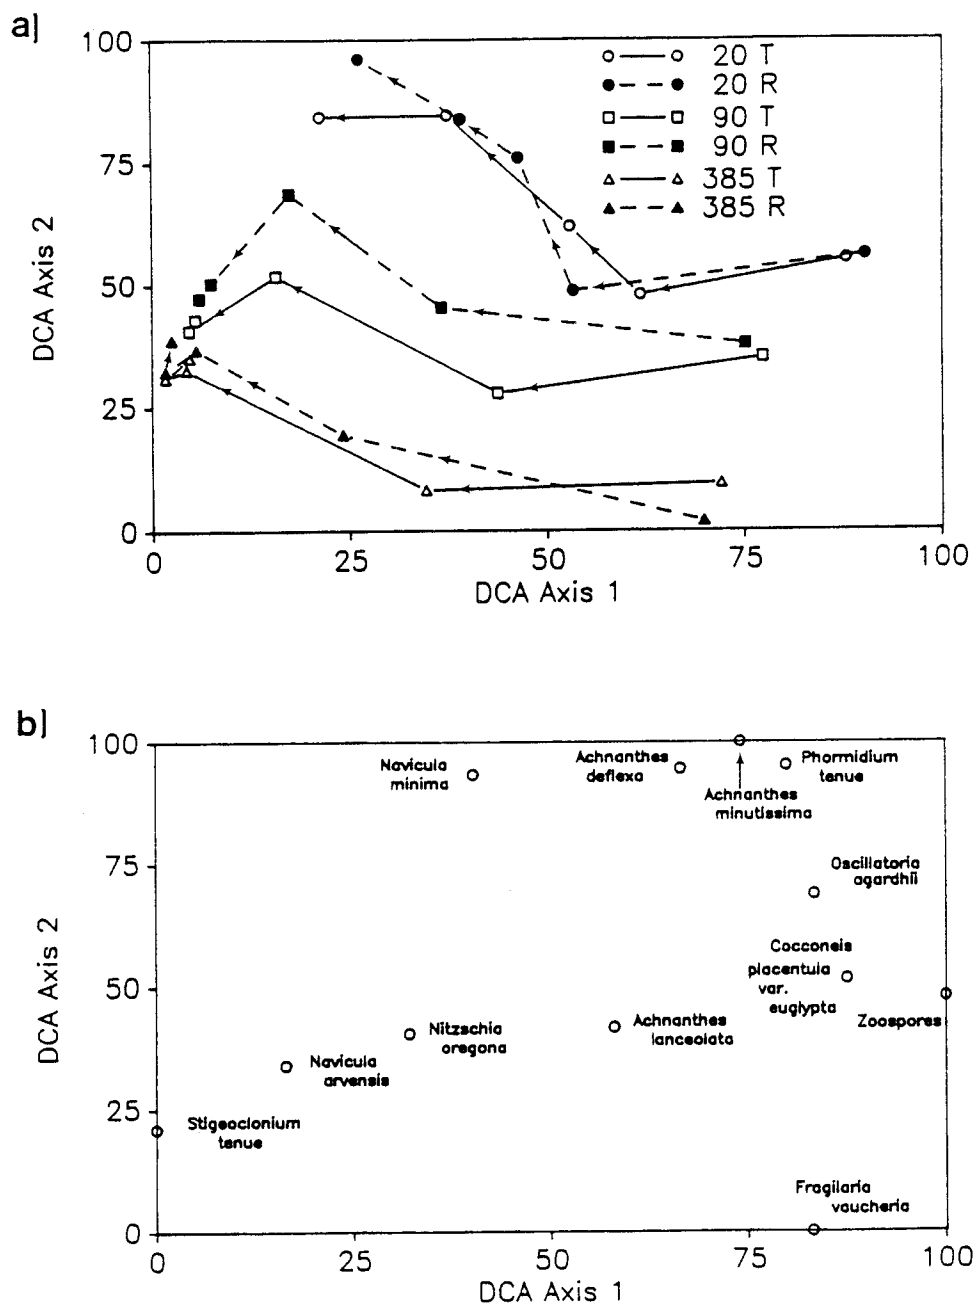 a)
100
75
50
25
0
DCA Axis 2
20 T
20 R
90 T
90 R
385 T
385 R
0
25
50
75
100
DCA Axis 1
b)
100
75
50
25
0
DCA Axis 2
Navicula
minima
Achnanthes
deflexa
Achnanthes
minutissima
Phormidium
tenue
Oscillatoria
agardhii
Cocconeis
placentula
var.
euglypta
Zoospores
Achnanthes
lanceolata
Nitzschia
oregona
Navicula
arvensis
Stigeoclonium
tenue
Fragilaria
vaucheria
0
25
50
75
100
DCA Axis 1